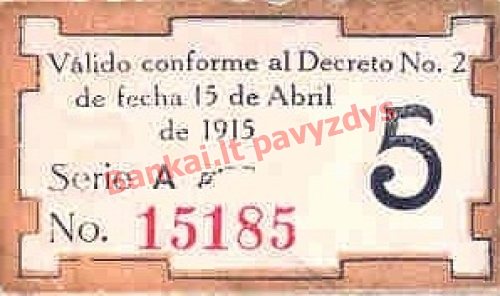 Válido conforme al Decreto No. 2
de fecha 15 de Abril
de 1915
Serie A
5
No. 15185
Bankai.lt pavyzdys